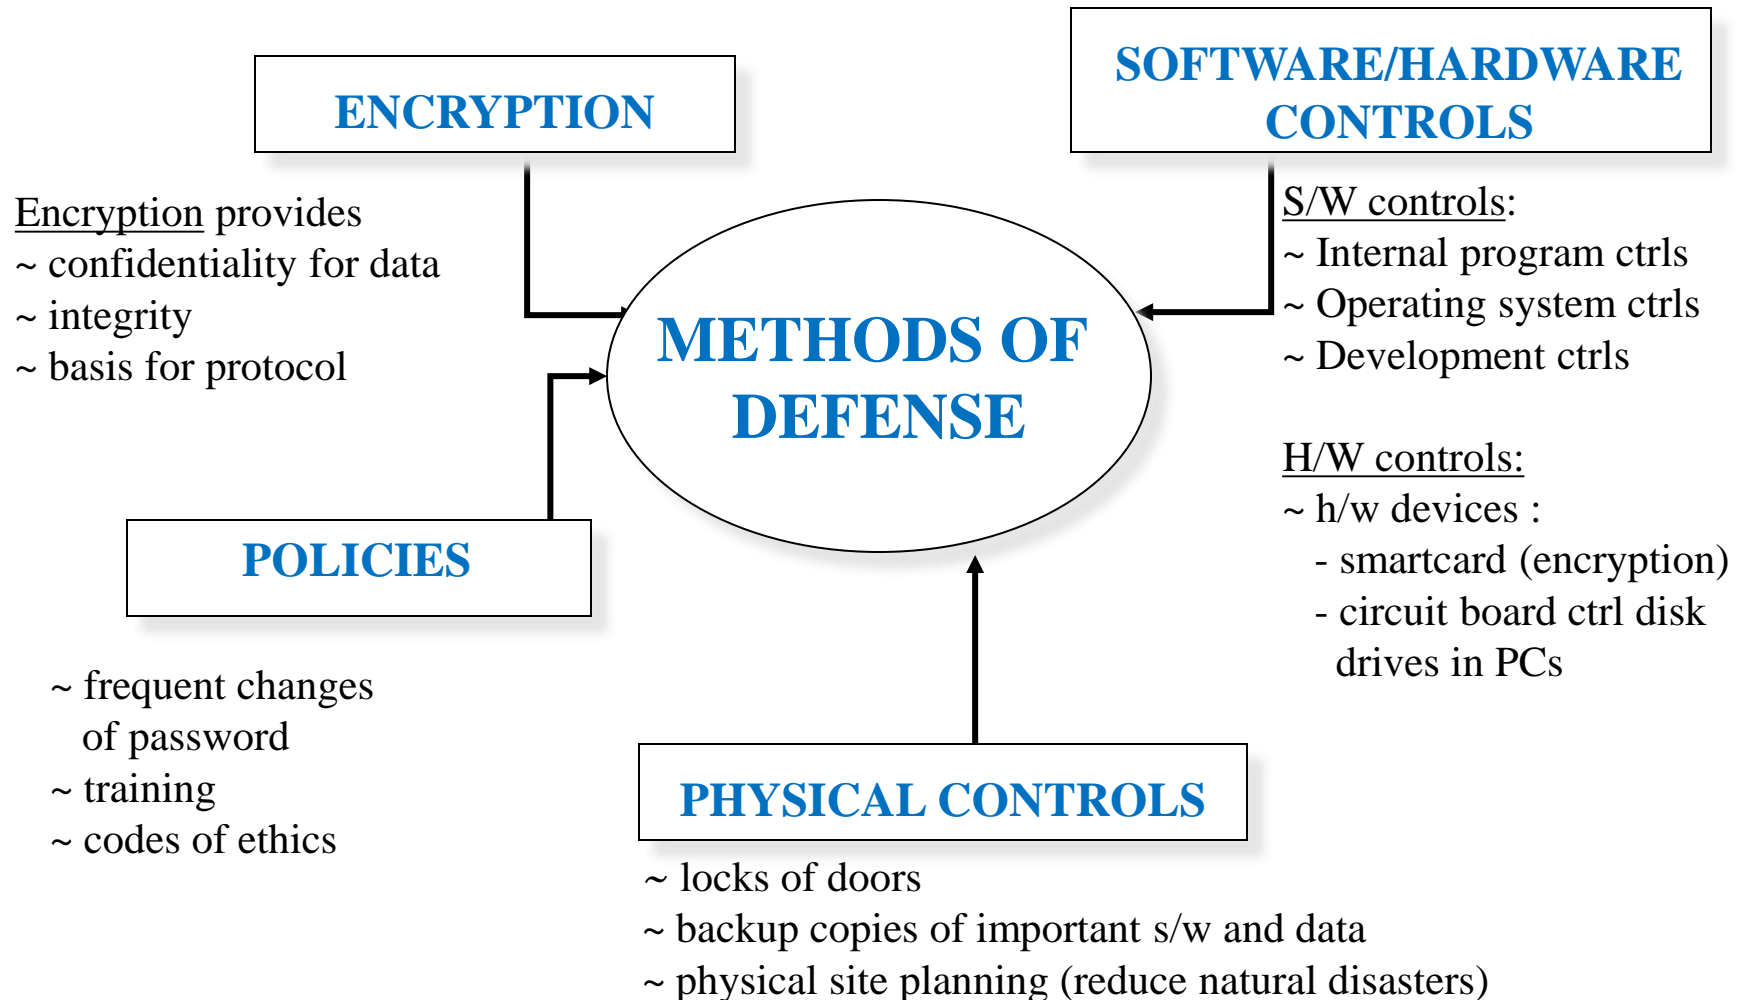 ENCRYPTION
Encryption provides
~ confidentiality for data
~ integrity
~ basis for protocol
SOFTWARE/HARDWARE
CONTROLS
S/W controls:
~ Internal program ctrls
~ Operating system ctrls
~ Development ctrls
H/W controls:
~ h/w devices :
- smartcard (encryption)
- circuit board ctrl disk
drives in PCs
METHODS OF
DEFENSE
POLICIES
~ frequent changes
of password
~ training
~ codes of ethics
PHYSICAL CONTROLS
~ locks of doors
~ backup copies of important s/w and data
~ physical site planning (reduce natural disasters)